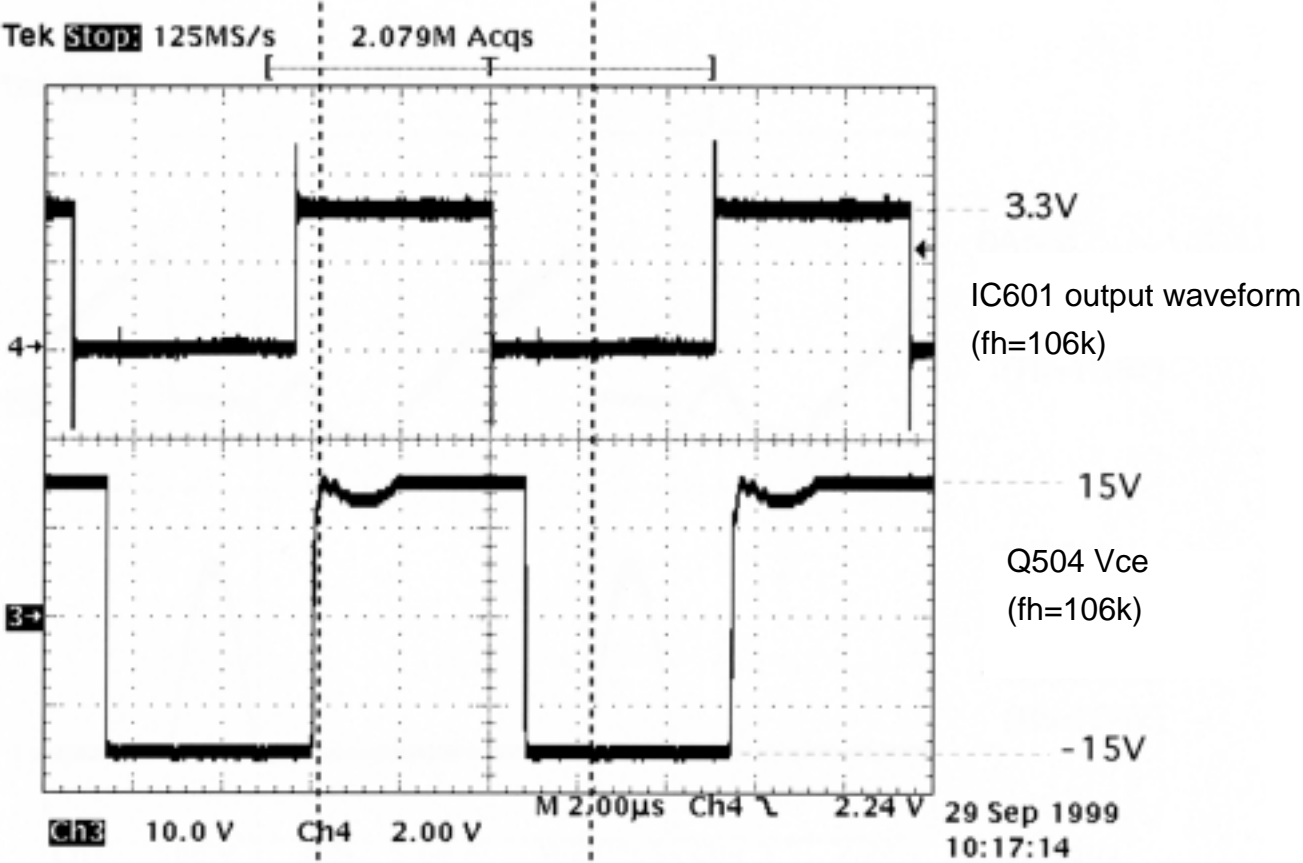 Tek Stop: 125MS/s 2.079M Acqs
[ T ]
3.3V
IC601 output waveform
(fh=106k)
4→
15V
Q504 Vce
(fh=106k)
3→
-15V
M 2.00µs Ch4 2.24 V
Ch3 10.0 V Ch4 2.00 V
29 Sep 1999
10:17:14